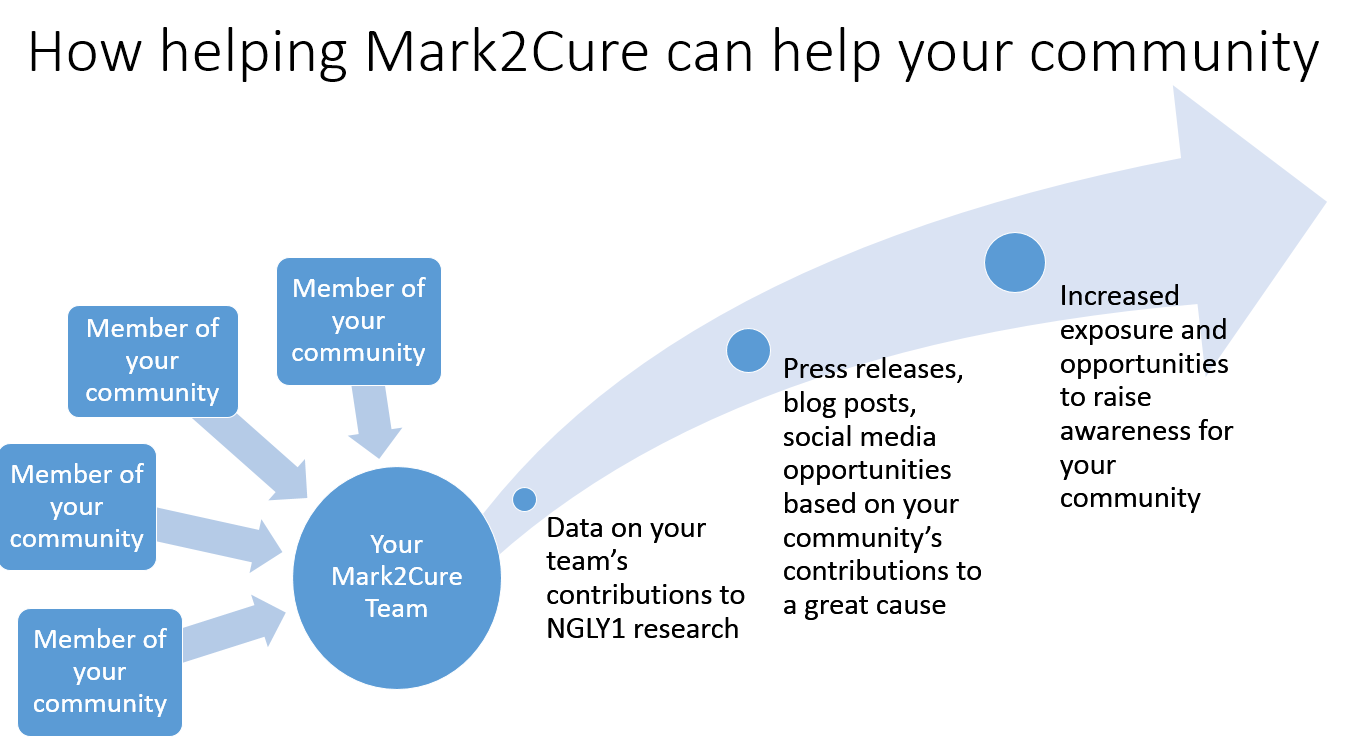 How helping Mark2Cure can help your community
Member of
your
community
Member of
your
community
Member of
your
community
Member of
your
community
Your
Mark2Cure
Team
Data on your
team’s
contributions to
NGLY1 research
Press releases,
blog posts,
social media
opportunities
based on your
community’s
contributions to
a great cause
Increased
exposure and
opportunities
to raise
awareness for
your
community